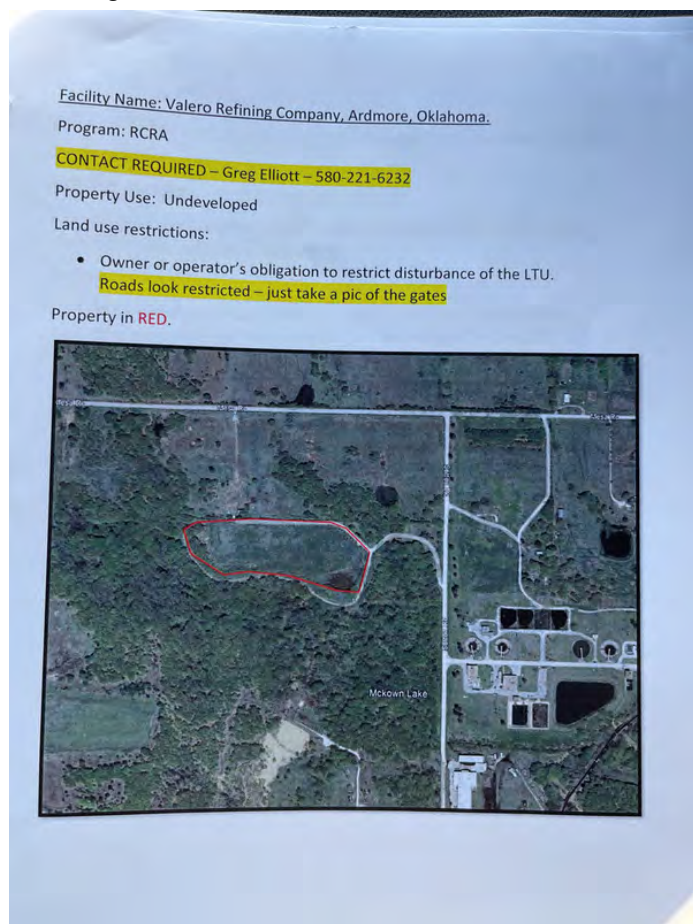 Facility Name: Valero Refining Company, Ardmore, Oklahoma.
Program: RCRA
CONTACT REQUIRED – Greg Elliott – 580-221-6232
Property Use: Undeveloped
Land use restrictions:
• Owner or operator's obligation to restrict disturbance of the LTU.
Roads look restricted – just take a pic of the gates
Property in RED.
Mckown Lake